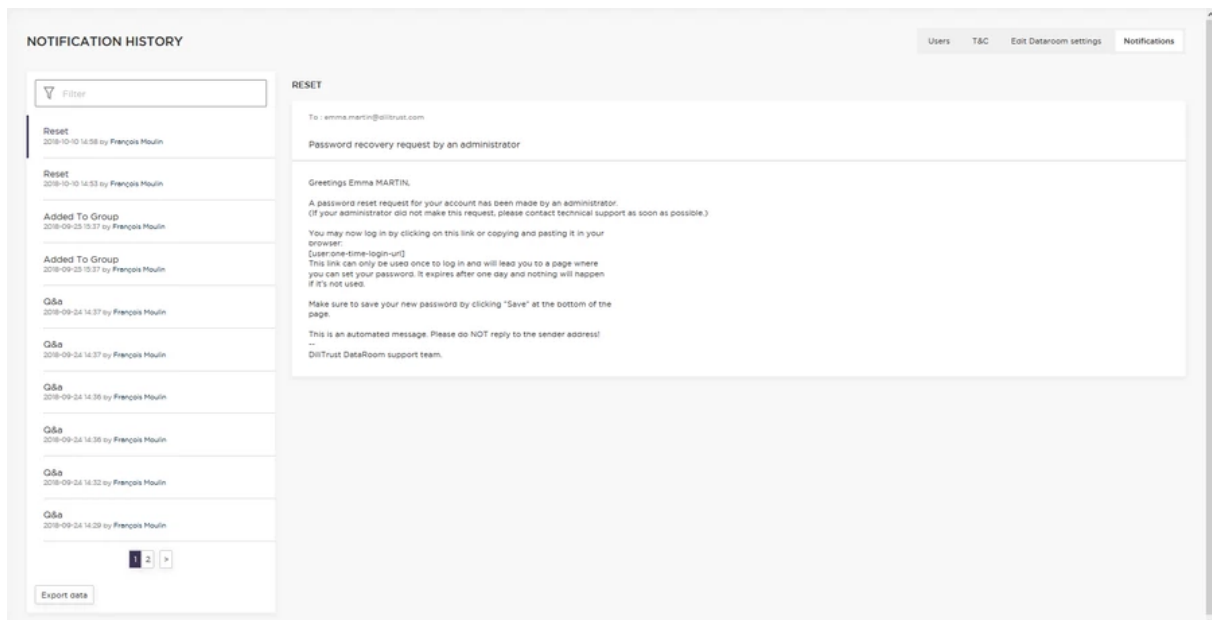 NOTIFICATION HISTORY
Users T&C Edit Dataroom settings Notifications
Filter
Reset
2018-10-10 14:58 by François Moulin
Reset
2018-10-10 14:53 by François Moulin
Added To Group
2018-09-25 15:37 by François Moulin
Added To Group
2018-09-25 15:37 by François Moulin
Q&a
2018-09-24 14:37 by François Moulin
Q&a
2018-09-24 14:37 by François Moulin
Q&a
2018-09-24 14:36 by François Moulin
Q&a
2018-09-24 14:36 by François Moulin
Q&a
2018-09-24 14:32 by François Moulin
Q&a
2018-09-24 14:29 by François Moulin
1 2 >
Export data
RESET
To : emma.martin@dilitrust.com
Password recovery request by an administrator
Greetings Emma MARTIN,
A password reset request for your account has been made by an administrator.
(If your administrator did not make this request, please contact technical support as soon as possible.)
You may now log in by clicking on this link or copying and pasting it in your
browser:
[user:one-time-login-url]
This link can only be used once to log in and will lead you to a page where
you can set your password. It expires after one day and nothing will happen
if it's not used.
Make sure to save your new password by clicking "Save" at the bottom of the
page.
This is an automated message. Please do NOT reply to the sender address!
--
DiliTrust DataRoom support team.